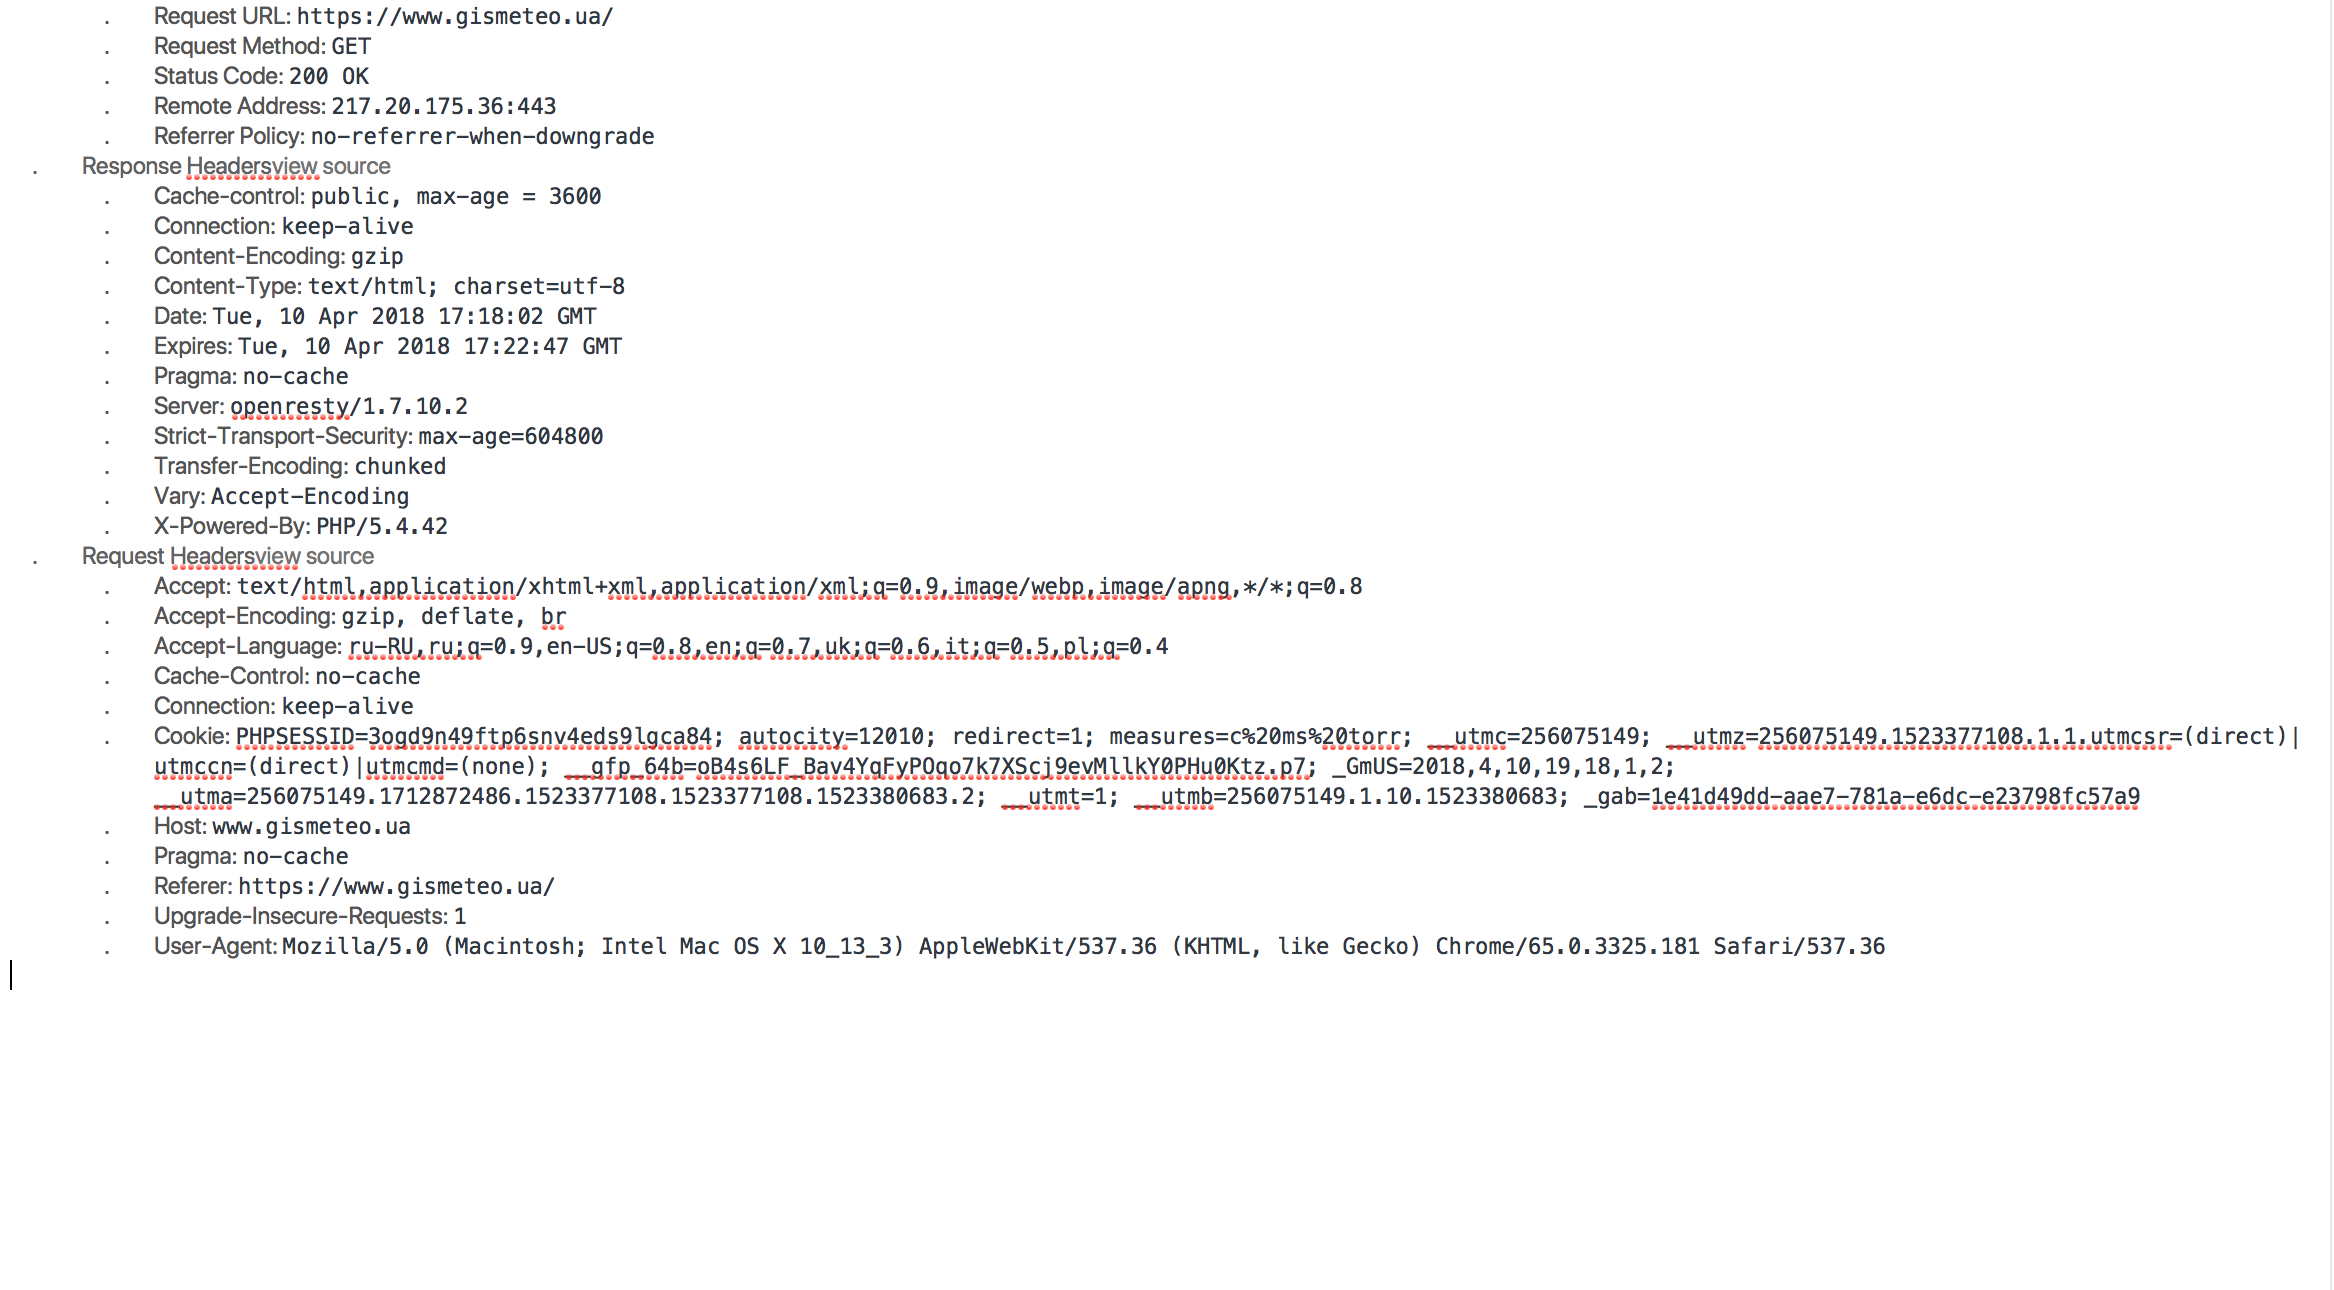 . Request URL: https://www.gismeteo.ua/
. Request Method: GET
. Status Code: 200 OK
. Remote Address: 217.20.175.36:443
. Referrer Policy: no-referrer-when-downgrade
. Response Headersview source
. Cache-control: public, max-age = 3600
. Connection: keep-alive
. Content-Encoding: gzip
. Content-Type: text/html; charset=utf-8
. Date: Tue, 10 Apr 2018 17:18:02 GMT
. Expires: Tue, 10 Apr 2018 17:22:47 GMT
. Pragma: no-cache
. Server: openresty/1.7.10.2
. Strict-Transport-Security: max-age=604800
. Transfer-Encoding: chunked
. Vary: Accept-Encoding
. X-Powered-By: PHP/5.4.42
. Request Headersview source
. Accept: text/html,application/xhtml+xml,application/xml;q=0.9,image/webp,image/apng,*/*;q=0.8
. Accept-Encoding: gzip, deflate, br
. Accept-Language: ru-RU,ru;q=0.9,en-US;q=0.8,en;q=0.7,uk;q=0.6,it;q=0.5,pl;q=0.4
. Cache-Control: no-cache
. Connection: keep-alive
. Cookie: PHPSESSID=3ogd9n49ftp6snv4eds9lgca84; autocity=12010; redirect=1; measures=c%20ms%20torr; __utmc=256075149; __utmz=256075149.1523377108.1.1.utmcsr=(direct)|
utmccn=(direct)|utmcmd=(none); __gfp_64b=oB4s6LF_Bav4YqFyPOqo7k7XScj9evMllkY0PHu0Ktz.p7; _GmUS=2018,4,10,19,18,1,2;
__utma=256075149.1712872486.1523377108.1523377108.1523380683.2; __utmt=1; __utmb=256075149.1.10.1523380683; _gab=1e41d49dd-aae7-781a-e6dc-e23798fc57a9
. Host: www.gismeteo.ua
. Pragma: no-cache
. Referer: https://www.gismeteo.ua/
. Upgrade-Insecure-Requests: 1
. User-Agent: Mozilla/5.0 (Macintosh; Intel Mac OS X 10_13_3) AppleWebKit/537.36 (KHTML, like Gecko) Chrome/65.0.3325.181 Safari/537.36